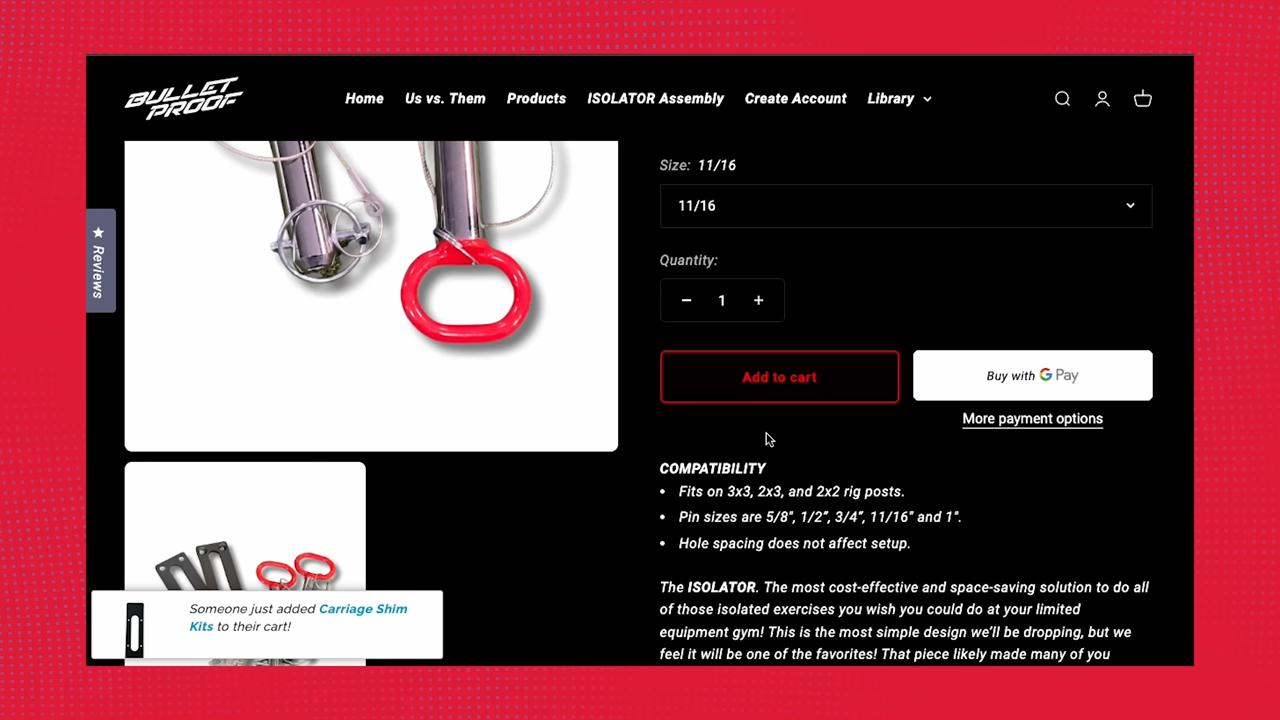 BULLET
PROOF
Home Us vs. Them Products ISOLATOR Assembly Create Account Library
Size: 11/16
11/16
Quantity:
− 1 +
Add to cart
Buy with G Pay
More payment options
★ Reviews
COMPATIBILITY
• Fits on 3x3, 2x3, and 2x2 rig posts.
• Pin sizes are 5/8", 1/2", 3/4", 11/16" and 1".
• Hole spacing does not affect setup.
The ISOLATOR. The most cost-effective and space-saving solution to do all
of those isolated exercises you wish you could do at your limited
equipment gym! This is the most simple design we'll be dropping, but we
feel it will be one of the favorites! That piece likely made many of you
Someone just added Carriage Shim
Kits to their cart!